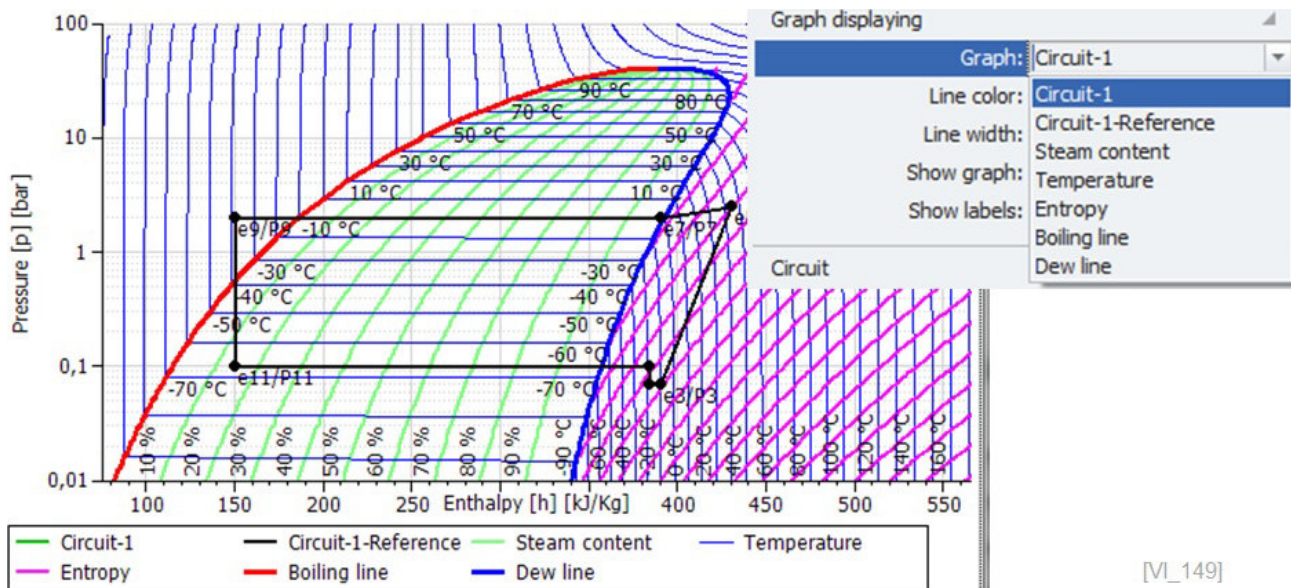 100
10
1
0,1
0,01
Pressure [p] [bar]
90 °C
80 °C
70 °C
50 °C
50 °C
30 °C
30 °C
10 °C
10 °C
e9/P9
-10 °C
e7/P7
e
-30 °C
-30 °C
-40 °C
-40 °C
-50 °C
-50 °C
-60 °C
e11/P11
-70 °C
-70 °C
e3/P3
10 %
20 %
30 %
40 %
50 %
60 %
70 %
80 %
90 %
-90 °C
-60 °C
-40 °C
-20 °C
0 °C
20 °C
40 °C
60 °C
80 °C
100 °C
120 °C
140 °C
160 °C
100
150
200
250
Enthalpy [h] [kJ/Kg]
400
450
500
550
Circuit-1
Circuit-1-Reference
Steam content
Temperature
Entropy
Boiling line
Dew line
Graph displaying
Graph:
Circuit-1
Line color:
Line width:
Show graph:
Show labels:
Circuit
Circuit-1
Circuit-1-Reference
Steam content
Temperature
Entropy
Boiling line
Dew line
[VI_149]